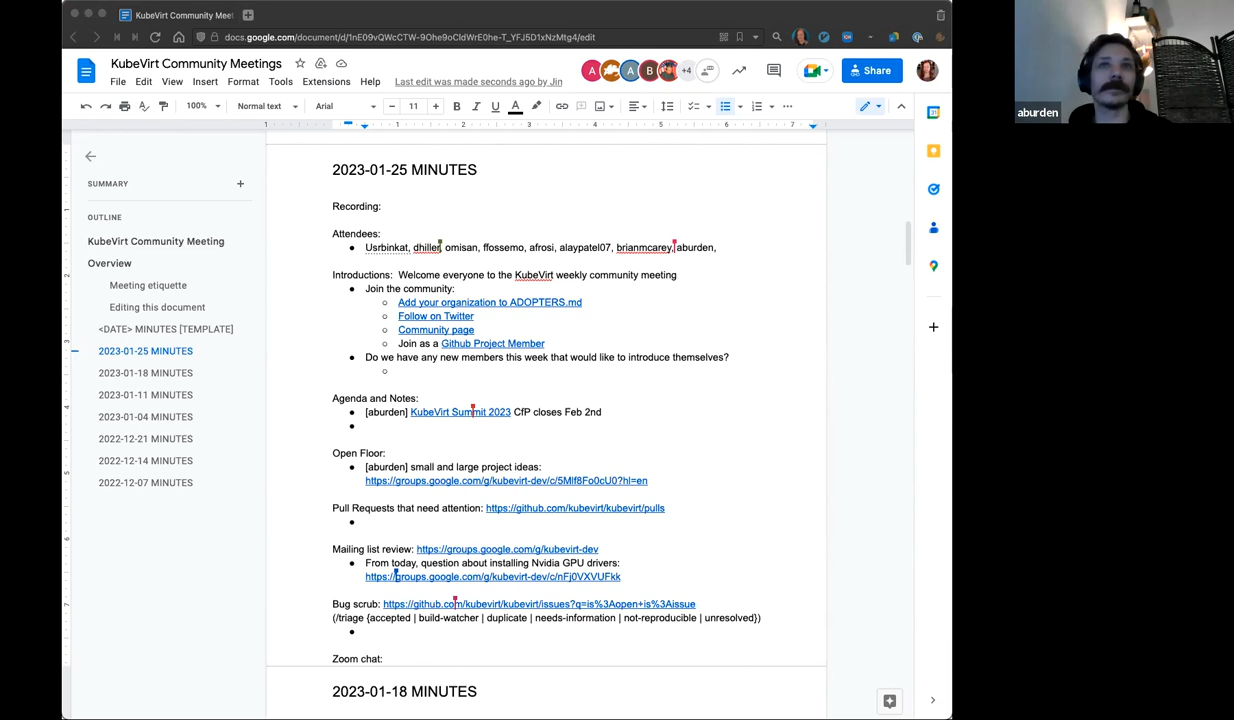 KubeVirt Community Meet
docs.google.com/document/d/1nE09vQWcCTW-9Ohe9oCldWrE0he-T_YFJ5D1xNzMtg4/edit
KubeVirt Community Meetings
File Edit View Insert Format Tools Extensions Help Last edit was made seconds ago by Jin
A A B +4 Share
100% Normal text Arial 11 B I U A
1 1 2 3 4 5 6 7
SUMMARY
OUTLINE
KubeVirt Community Meeting
Overview
Meeting etiquette
Editing this document
<DATE> MINUTES [TEMPLATE]
2023-01-25 MINUTES
2023-01-18 MINUTES
2023-01-11 MINUTES
2023-01-04 MINUTES
2022-12-21 MINUTES
2022-12-14 MINUTES
2022-12-07 MINUTES
2023-01-25 MINUTES
Recording:
Attendees:
Usrbinkat, dhiller, omisan, ffossemo, afrosi, alaypatel07, brianmcarey, aburden,
Introductions: Welcome everyone to the KubeVirt weekly community meeting
Join the community:
Add your organization to ADOPTERS.md
Follow on Twitter
Community page
Join as a Github Project Member
Do we have any new members this week that would like to introduce themselves?
Agenda and Notes:
[aburden] KubeVirt Summit 2023 CfP closes Feb 2nd
Open Floor:
[aburden] small and large project ideas:
https://groups.google.com/g/kubevirt-dev/c/5Mlf8Fo0cU0?hl=en
Pull Requests that need attention: https://github.com/kubevirt/kubevirt/pulls
Mailing list review: https://groups.google.com/g/kubevirt-dev
From today, question about installing Nvidia GPU drivers:
https://groups.google.com/g/kubevirt-dev/c/nFj0VXVUFkk
Bug scrub: https://github.com/kubevirt/kubevirt/issues?q=is%3Aopen+is%3Aissue
(/triage {accepted | build-watcher | duplicate | needs-information | not-reproducible | unresolved})
Zoom chat:
2023-01-18 MINUTES
aburden